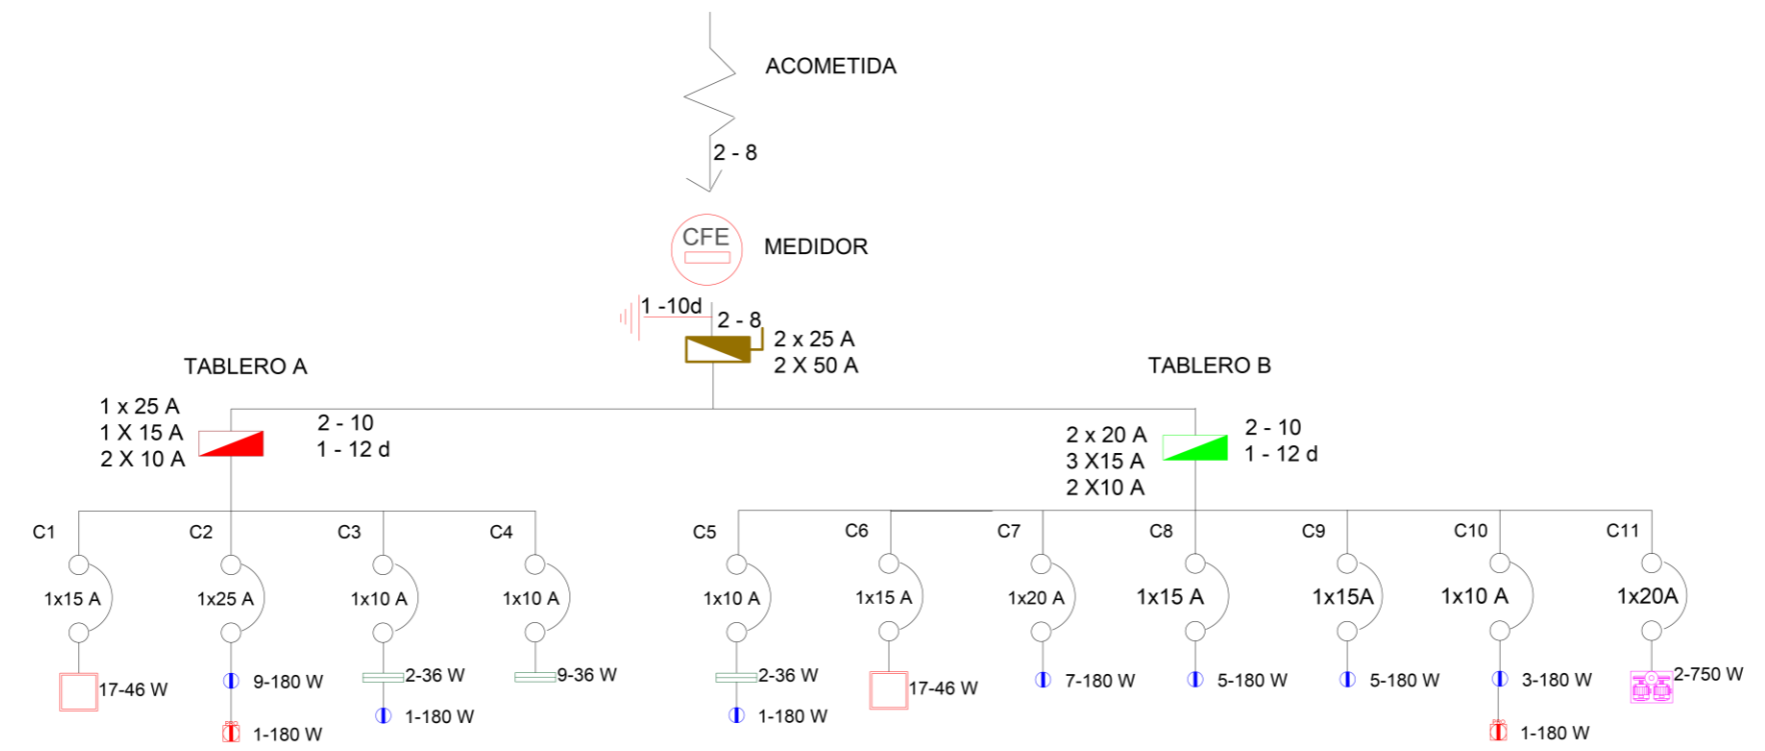 ACOMETIDA
2 - 8
CFE
MEDIDOR
1 -10d
2 - 8
2 x 25 A
2 X 50 A
TABLERO A
1 x 25 A
1 X 15 A
2 X 10 A
2 - 10
1 - 12 d
TABLERO B
2 x 20 A
3 X15 A
2 X10 A
2 - 10
1 - 12 d
C1
C2
C3
C4
C5
C6
C7
C8
C9
C10
C11
1x15 A
1x25 A
1x10 A
1x10 A
1x10 A
1x15 A
1x20 A
1x15 A
1x15A
1x10 A
1x20A
17-46 W
9-180 W
1-180 W
2-36 W
1-180 W
9-36 W
2-36 W
1-180 W
17-46 W
7-180 W
5-180 W
5-180 W
3-180 W
1-180 W
2-750 W